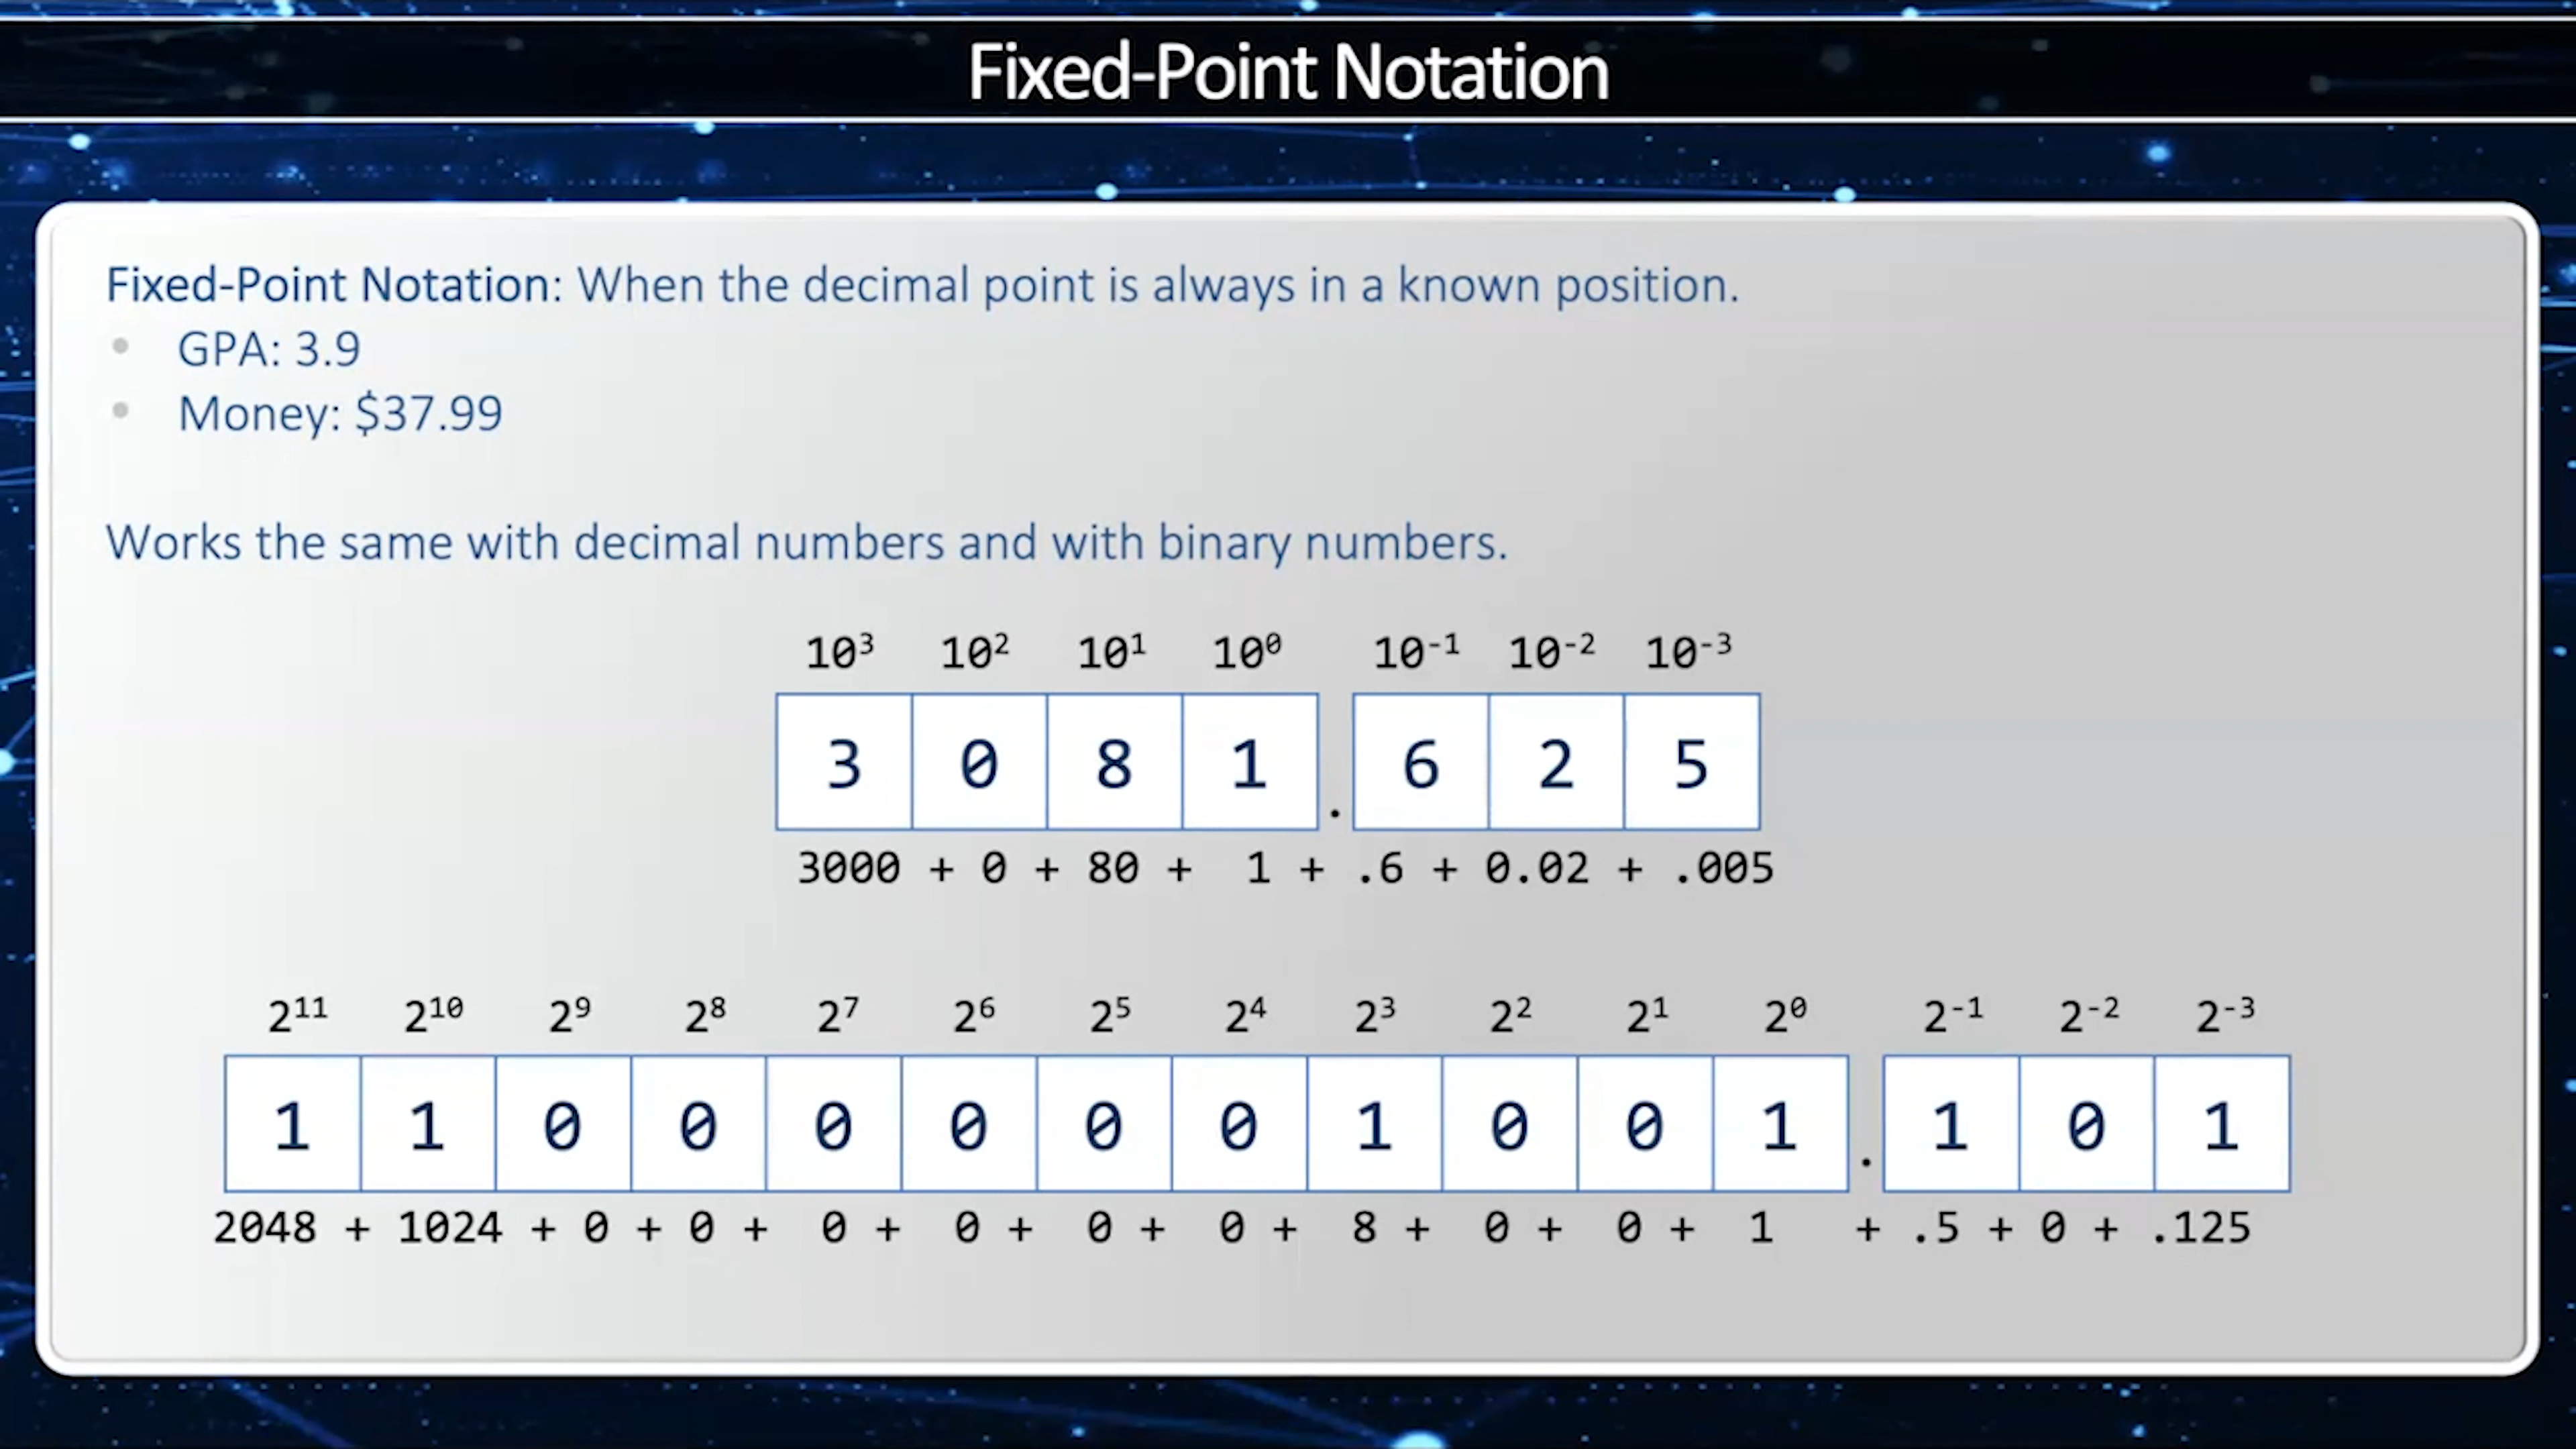 Fixed-Point Notation
Fixed-Point Notation: When the decimal point is always in a known position.
• GPA: 3.9
• Money: $37.99
Works the same with decimal numbers and with binary numbers.
10³ 10² 10¹ 10⁰ 10⁻¹ 10⁻² 10⁻³
3 0 8 1 . 6 2 5
3000 + 0 + 80 + 1 + .6 + 0.02 + .005
2¹¹ 2¹⁰ 2⁹ 2⁸ 2⁷ 2⁶ 2⁵ 2⁴ 2³ 2² 2¹ 2⁰ 2⁻¹ 2⁻² 2⁻³
1 1 0 0 0 0 0 0 1 0 0 1 . 1 0 1
2048 + 1024 + 0 + 0 + 0 + 0 + 0 + 0 + 8 + 0 + 0 + 1 + .5 + 0 + .125